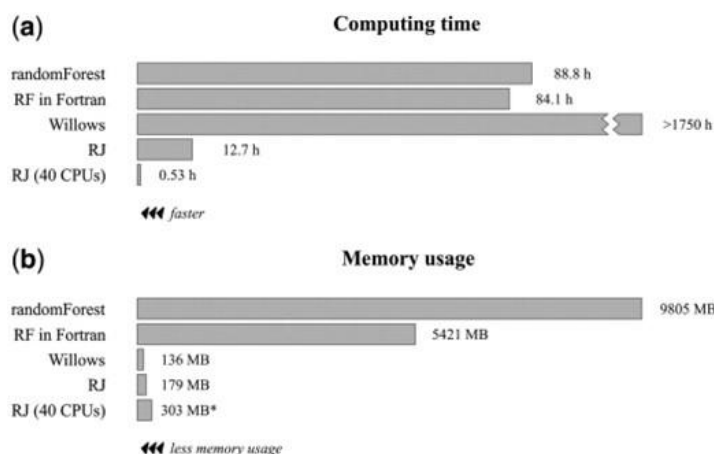 (a) Computing time
randomForest 88.8 h
RF in Fortran 84.1 h
Willows >1750 h
RJ 12.7 h
RJ (40 CPUs) 0.53 h
faster
(b) Memory usage
randomForest 9805 MB
RF in Fortran 5421 MB
Willows 136 MB
RJ 179 MB
RJ (40 CPUs) 303 MB*
less memory usage